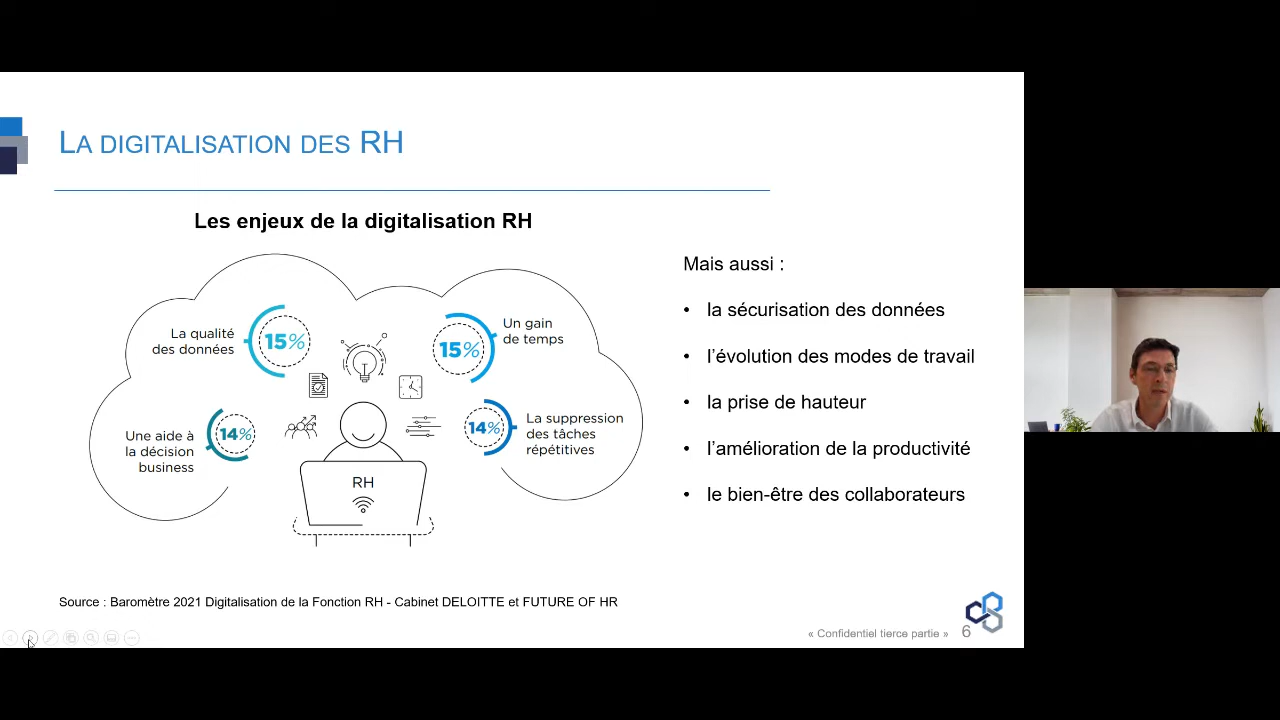 LA DIGITALISATION DES RH
Les enjeux de la digitalisation RH
La qualité
des données
15%
15%
Un gain
de temps
Une aide à
la décision
business
14%
14%
La suppression
des tâches
répétitives
RH
Mais aussi :
• la sécurisation des données
• l'évolution des modes de travail
• la prise de hauteur
• l'amélioration de la productivité
• le bien-être des collaborateurs
Source : Baromètre 2021 Digitalisation de la Fonction RH - Cabinet DELOITTE et FUTURE OF HR
« Confidentiel tierce partie »
6